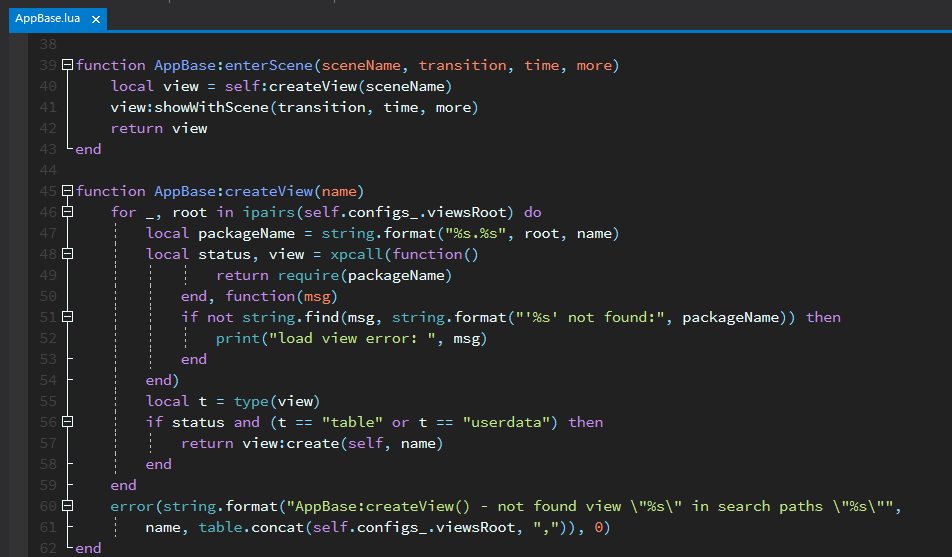 AppBase.lua ×
38
39 function AppBase:enterScene(sceneName, transition, time, more)
40     local view = self:createView(sceneName)
41     view:showWithScene(transition, time, more)
42     return view
43 end
44
45 function AppBase:createView(name)
46     for _, root in ipairs(self.configs_.viewsRoot) do
47         local packageName = string.format("%s.%s", root, name)
48         local status, view = xpcall(function()
49                 return require(packageName)
50             end, function(msg)
51             if not string.find(msg, string.format("'%s' not found:", packageName)) then
52                 print("load view error: ", msg)
53             end
54         end)
55         local t = type(view)
56         if status and (t == "table" or t == "userdata") then
57             return view:create(self, name)
58         end
59     end
60     error(string.format("AppBase:createView() - not found view \"%s\" in search paths \"%s\"",
61         name, table.concat(self.configs_.viewsRoot, ",")), 0)
62 end